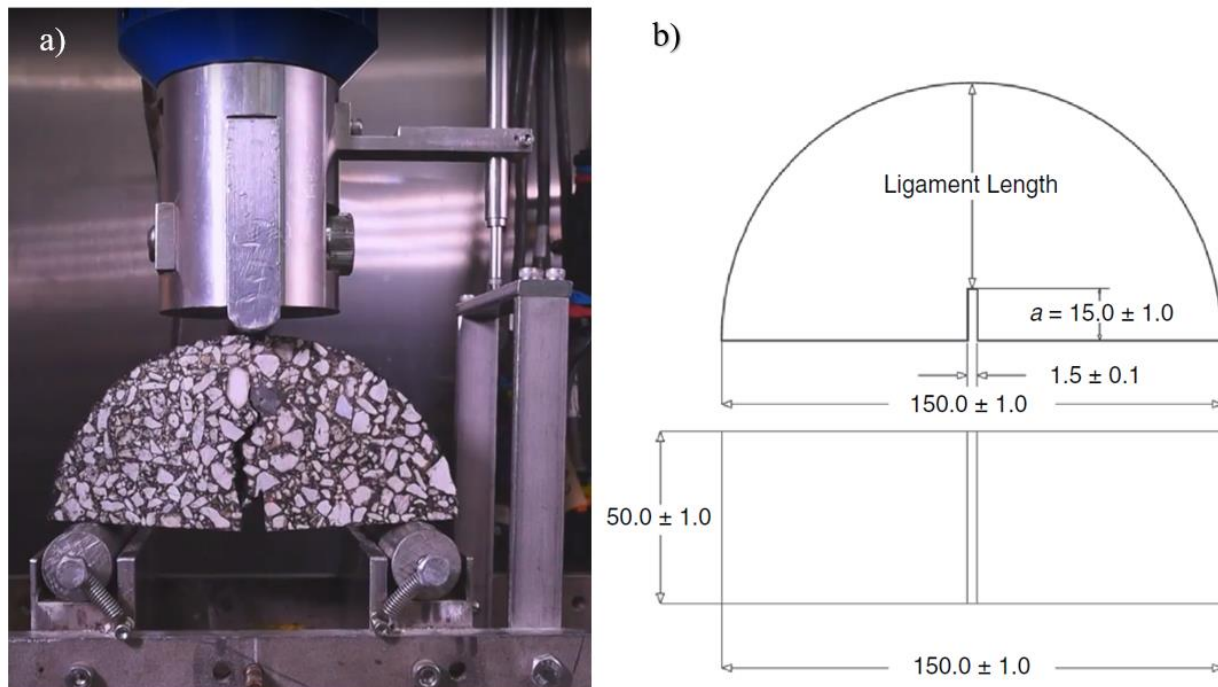 a)
b)
Ligament Length
a = 15.0 ± 1.0
1.5 ± 0.1
150.0 ± 1.0
50.0 ± 1.0
150.0 ± 1.0